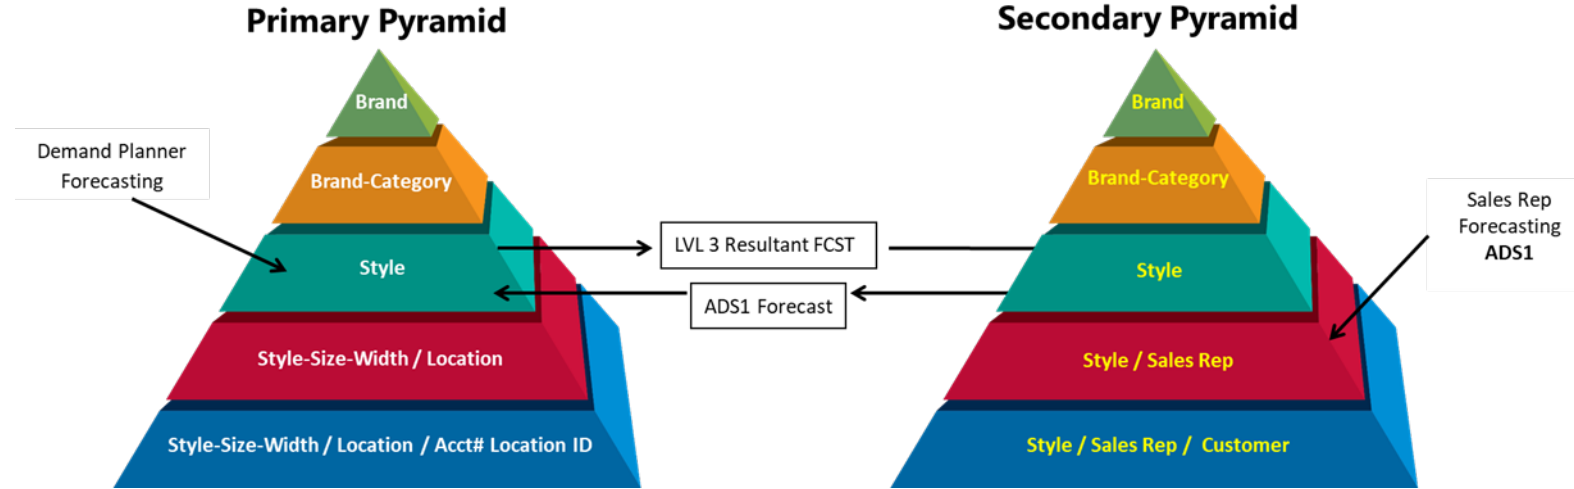 Primary Pyramid
Secondary Pyramid
Brand
Brand-Category
Style
Style-Size-Width / Location
Style-Size-Width / Location / Acct# Location ID
Demand Planner
Forecasting
LVL 3 Resultant FCST
ADS1 Forecast
Brand
Brand-Category
Style
Style / Sales Rep
Style / Sales Rep / Customer
Sales Rep
Forecasting
ADS1